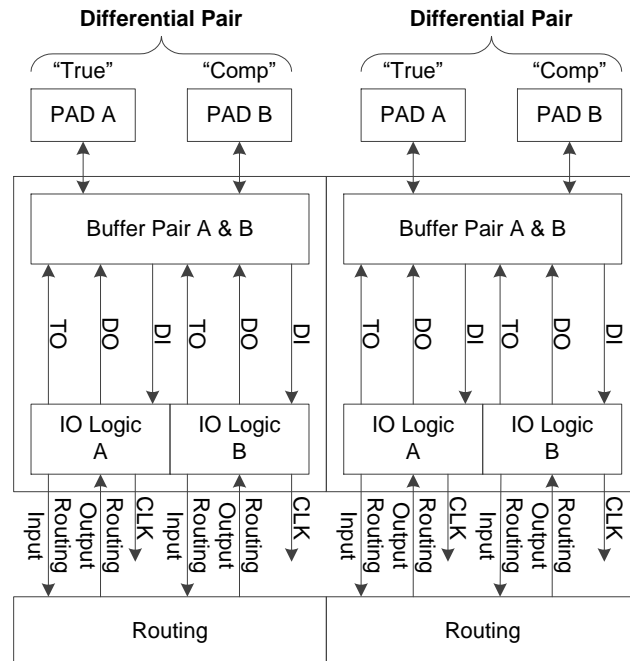 Differential Pair Differential Pair
“True” “Comp” “True” “Comp”
PAD A PAD B PAD A PAD B
Buffer Pair A & B Buffer Pair A & B
TO DO DI TO DO DI TO DO DI TO DO DI
IO Logic A IO Logic B IO Logic A IO Logic B
Routing Input Routing Output CLK Routing Input Routing Output CLK Routing Input Routing Output CLK Routing Input Routing Output CLK
Routing Routing